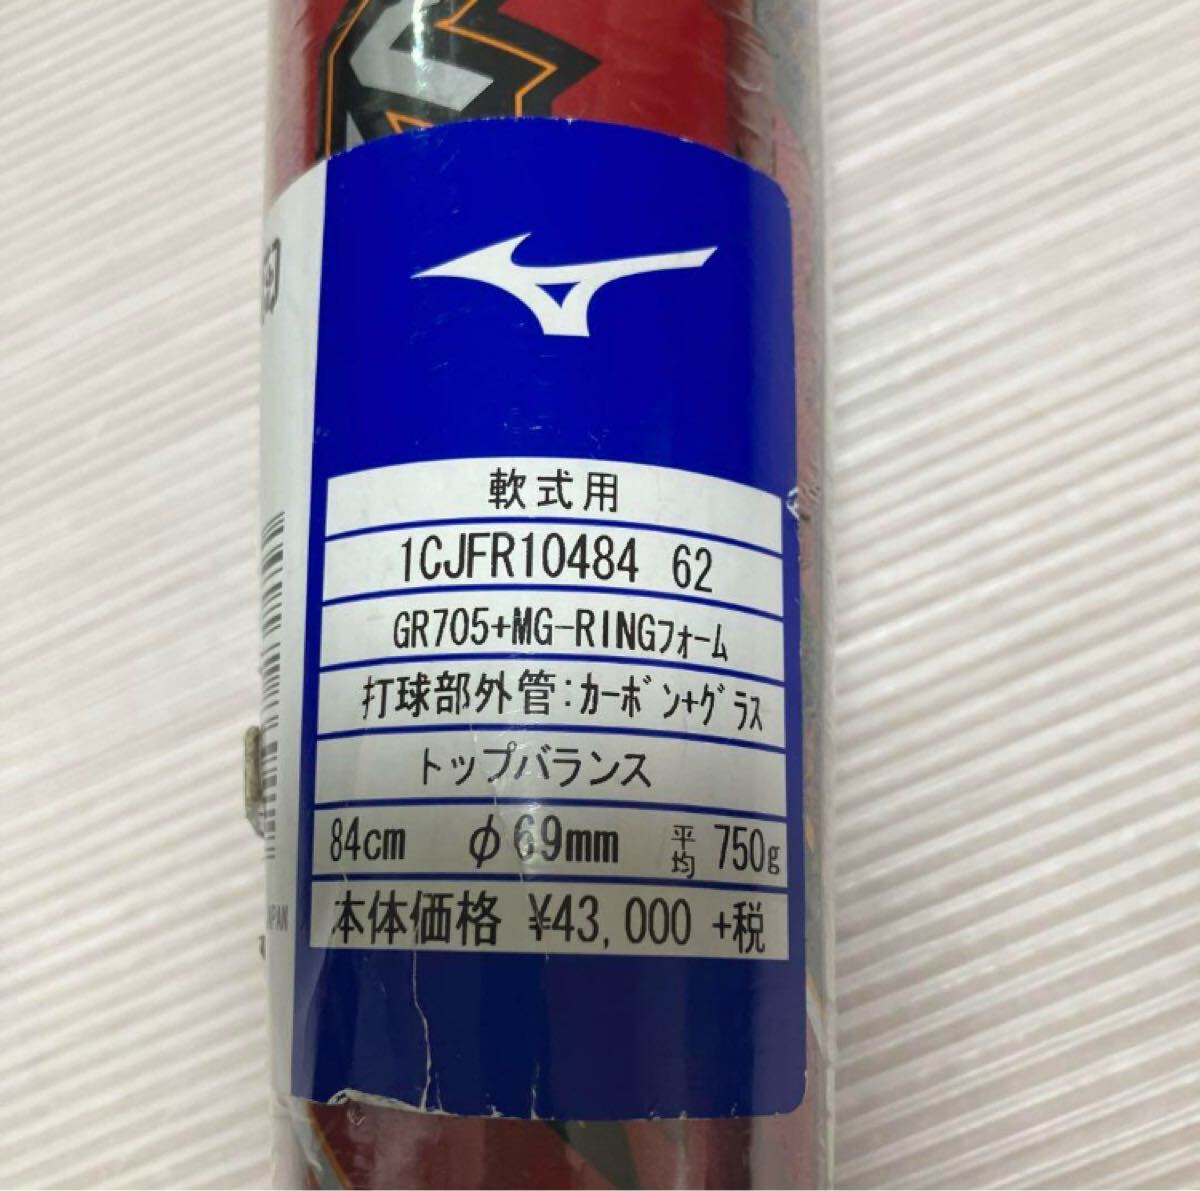 軟式用
1CJFR10484 62
GR705+MG-RINGフォーム
打球部外管:カーボン+グラス
トップバランス
84cm φ69mm 平均 750g
本体価格 ¥43,000 +税